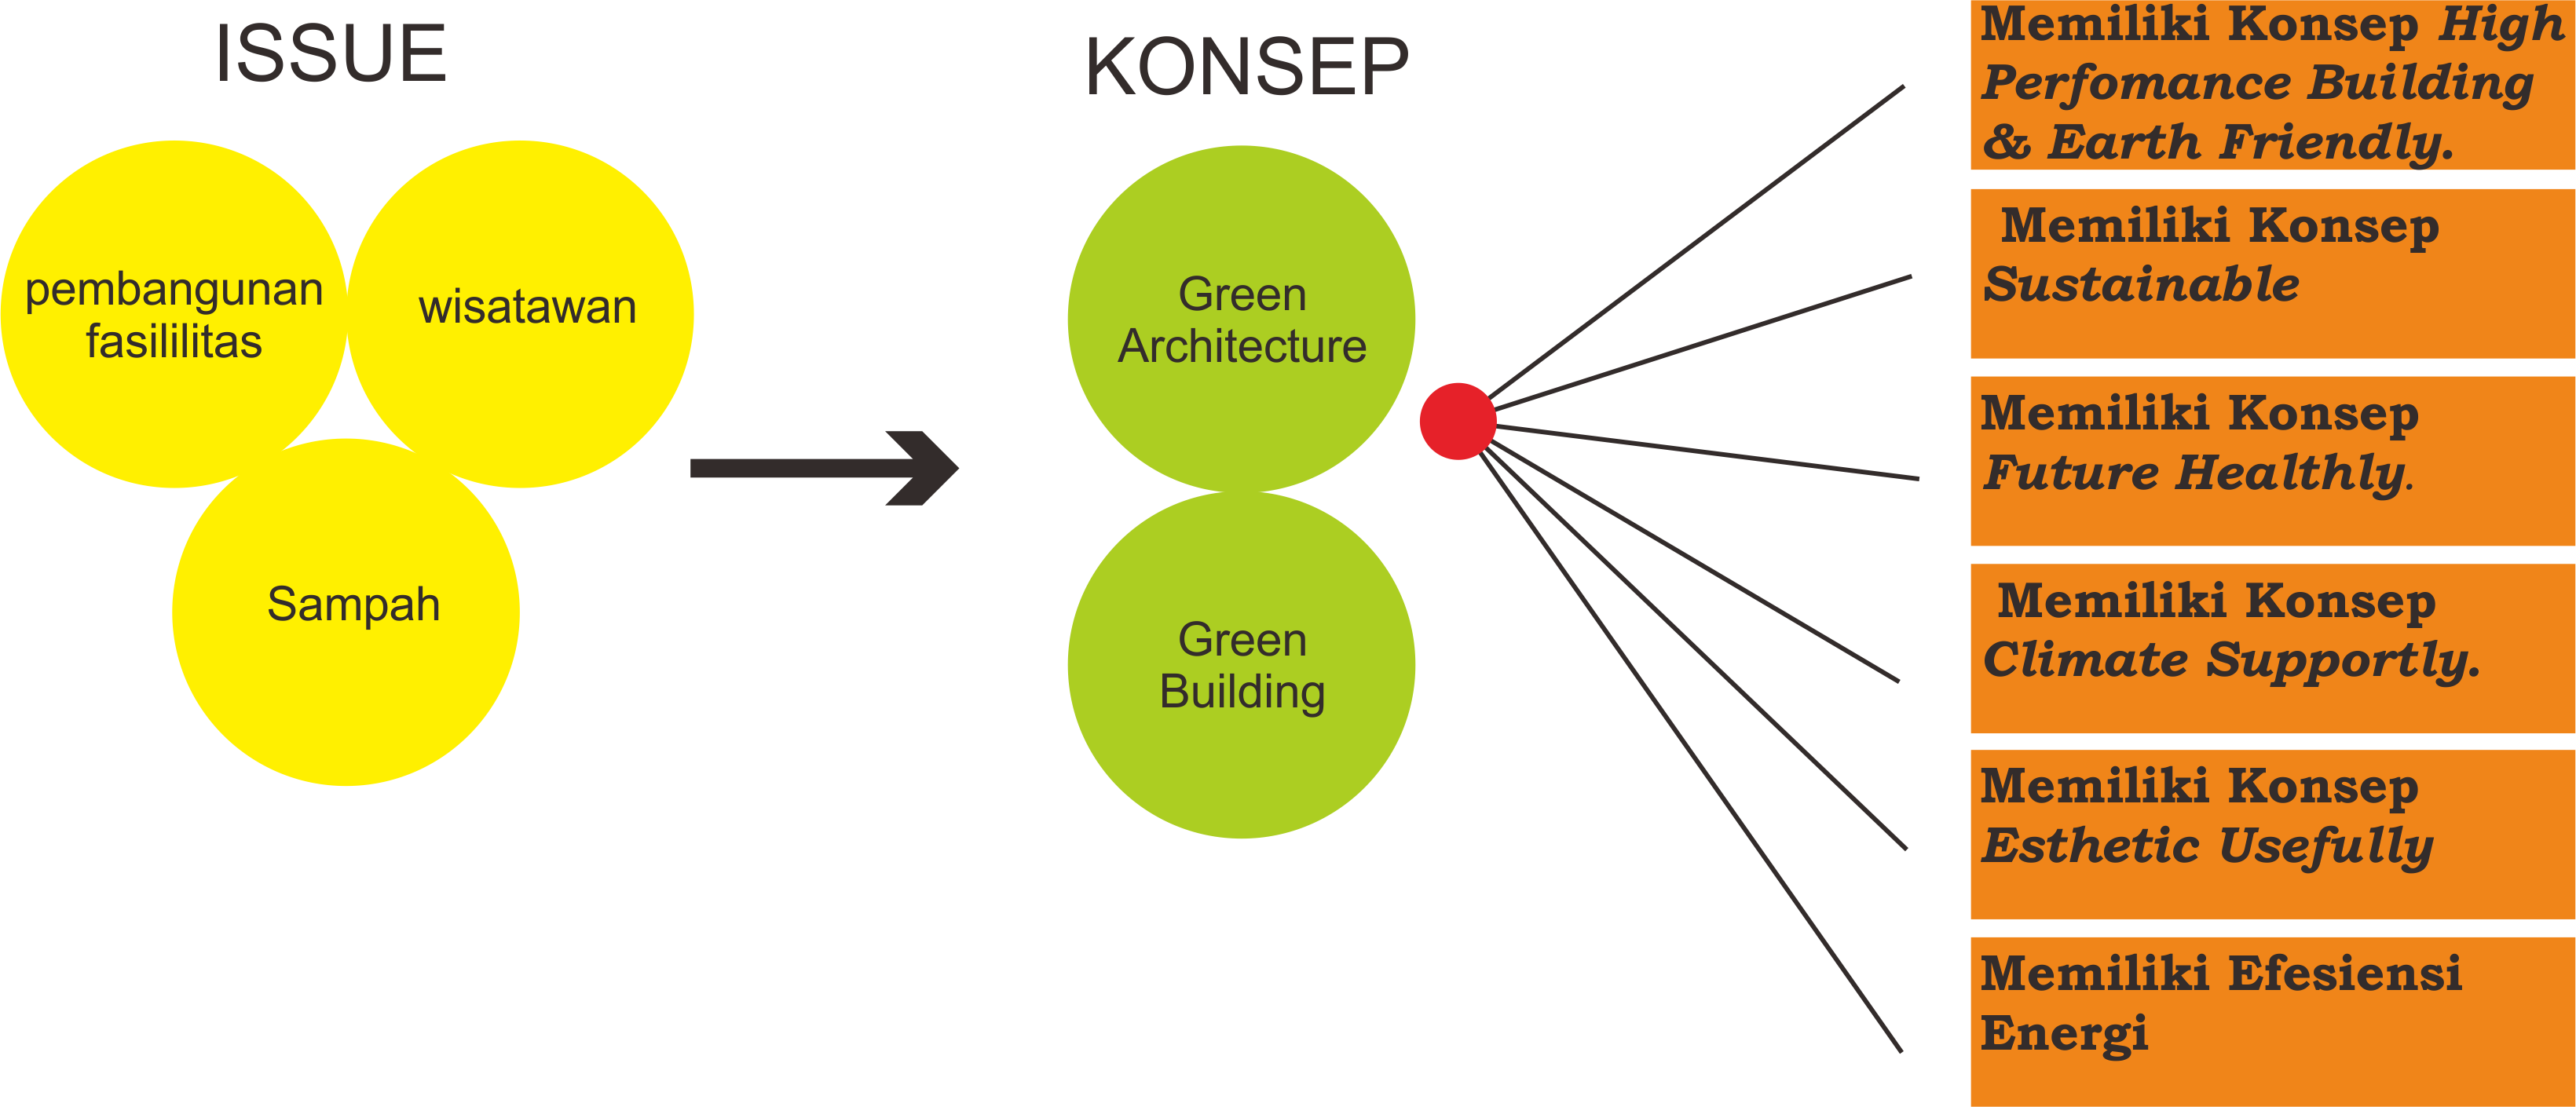 ISSUE
pembangunan
fasililitas
wisatawan
Sampah
KONSEP
Green
Architecture
Green
Building
Memiliki Konsep High
Perfomance Building
& Earth Friendly.
Memiliki Konsep
Sustainable
Memiliki Konsep
Future Healthly.
Memiliki Konsep
Climate Supportly.
Memiliki Konsep
Esthetic Usefully
Memiliki Efesiensi
Energi